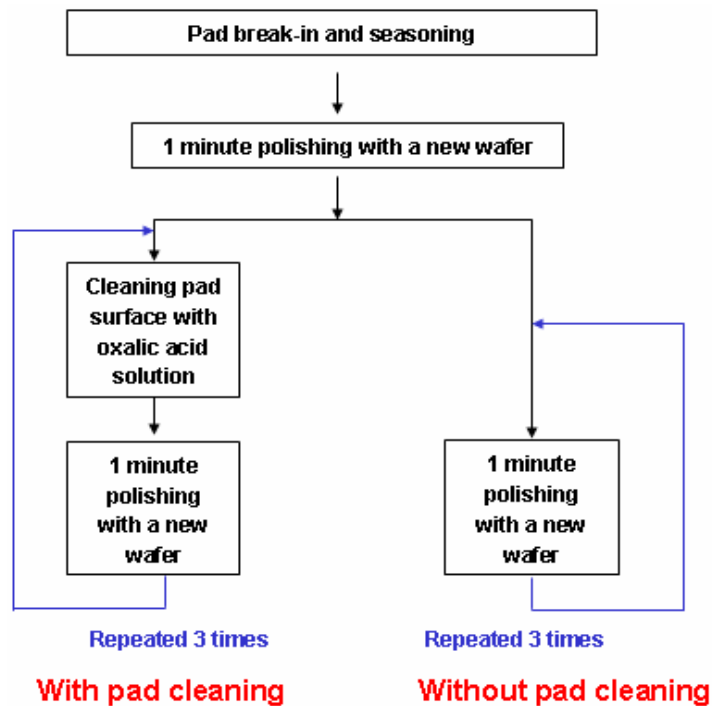 Pad break-in and seasoning
1 minute polishing with a new wafer
Cleaning pad
surface with
oxalic acid
solution
1 minute
polishing
with a new
wafer
1 minute
polishing
with a new
wafer
Repeated 3 times
Repeated 3 times
With pad cleaning
Without pad cleaning